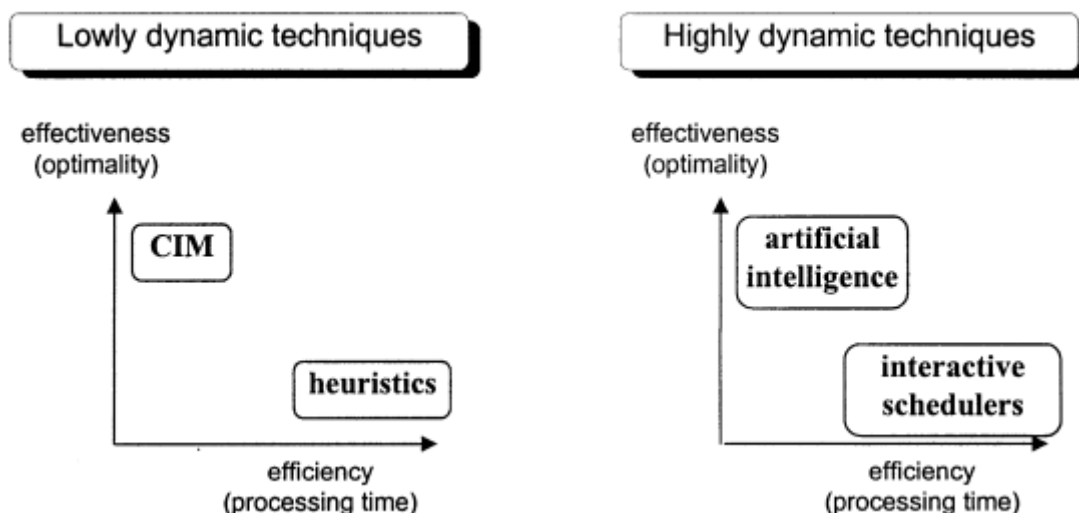 Lowly dynamic techniques
effectiveness
(optimality)
CIM
heuristics
efficiency
(processing time)
Highly dynamic techniques
effectiveness
(optimality)
artificial
intelligence
interactive
schedulers
efficiency
(processing time)